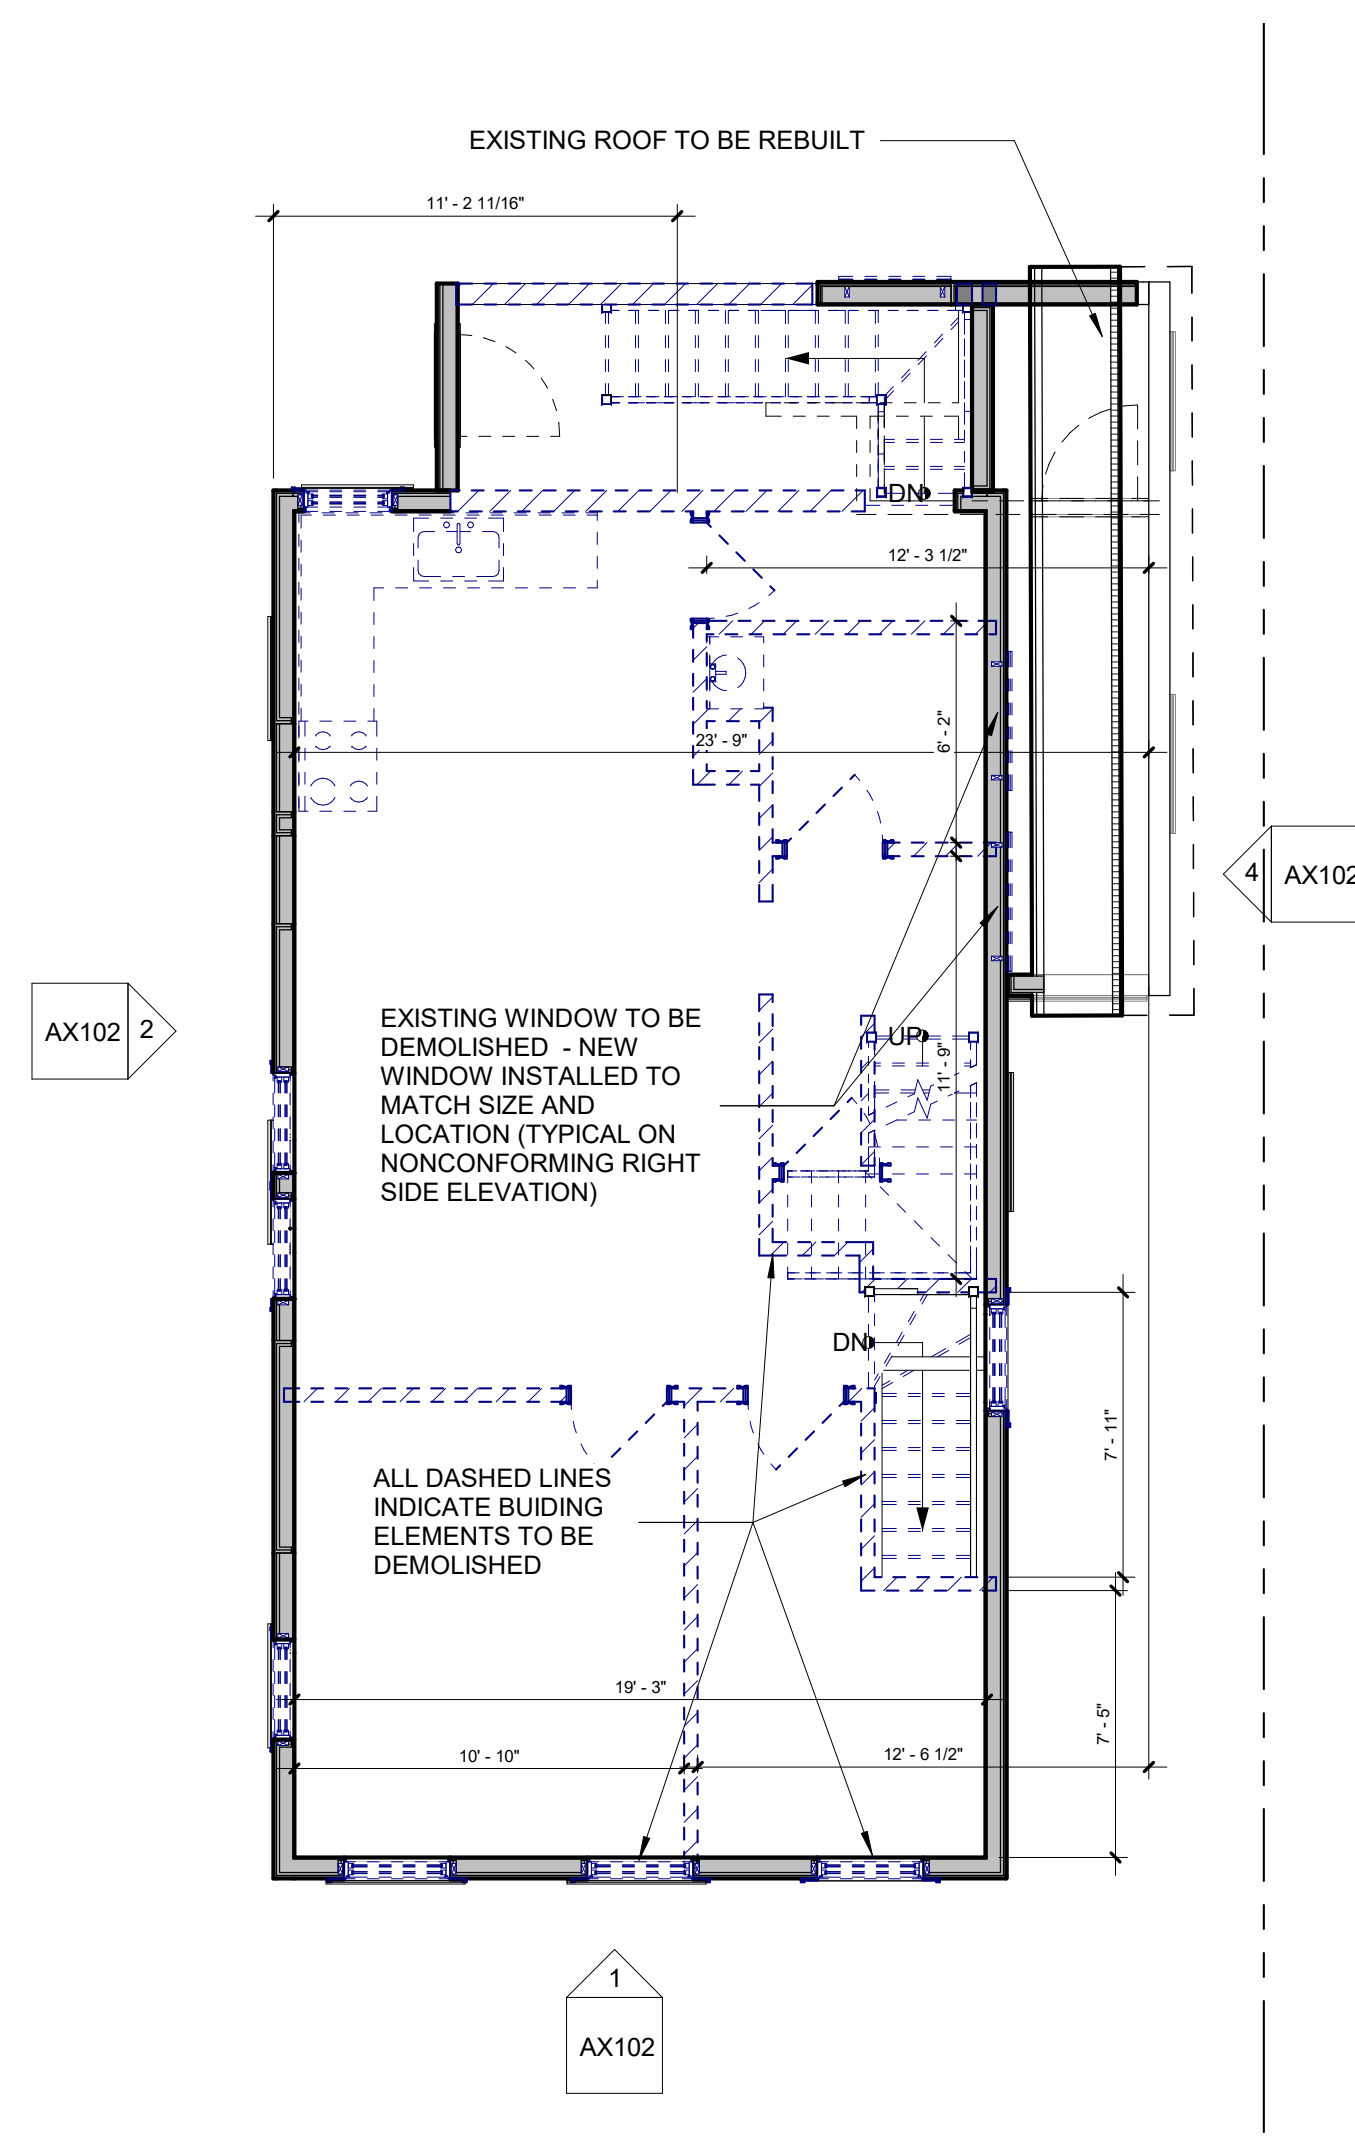 EXISTING ROOF TO BE REBUILT
11' - 2 11/16"
DN
12' - 3 1/2"
6' - 2"
23' - 9"
4
AX102
AX102
2
EXISTING WINDOW TO BE
DEMOLISHED - NEW
WINDOW INSTALLED TO
MATCH SIZE AND
LOCATION (TYPICAL ON
NONCONFORMING RIGHT
SIDE ELEVATION)
UP
11' - 9"
DN
7' - 11"
ALL DASHED LINES
INDICATE BUIDING
ELEMENTS TO BE
DEMOLISHED
19' - 3"
7' - 5"
10' - 10"
12' - 6 1/2"
1
AX102